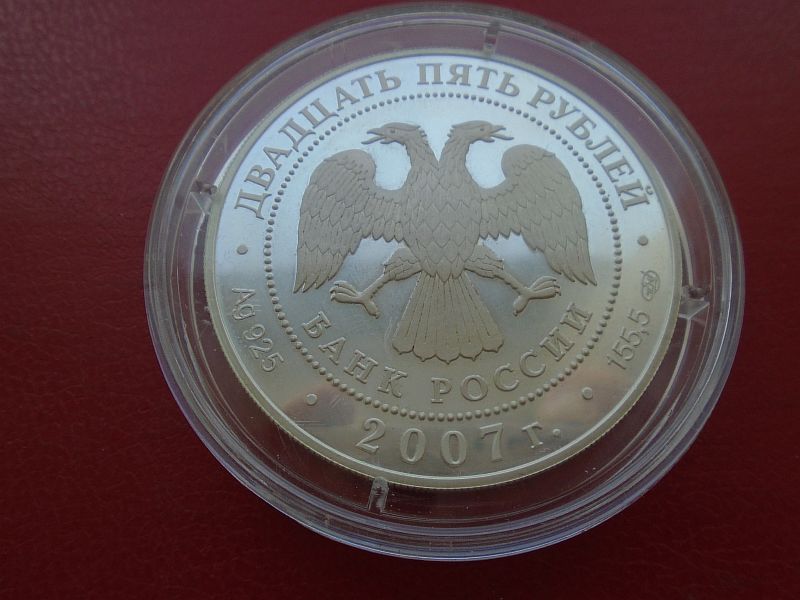 ДВАДЦАТЬ ПЯТЬ РУБЛЕЙ
БАНК РОССИИ
Ag 925
155,5
2007 г.